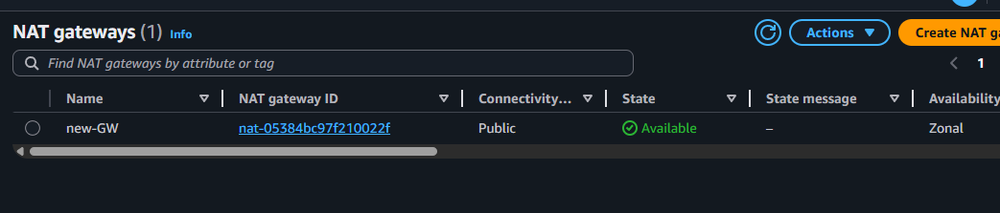 NAT gateways (1) Info
Actions
Create NAT
Find NAT gateways by attribute or tag
1
Name NAT gateway ID Connectivity... State State message Availability
new-GW nat-05384bc97f210022f Public Available – Zonal